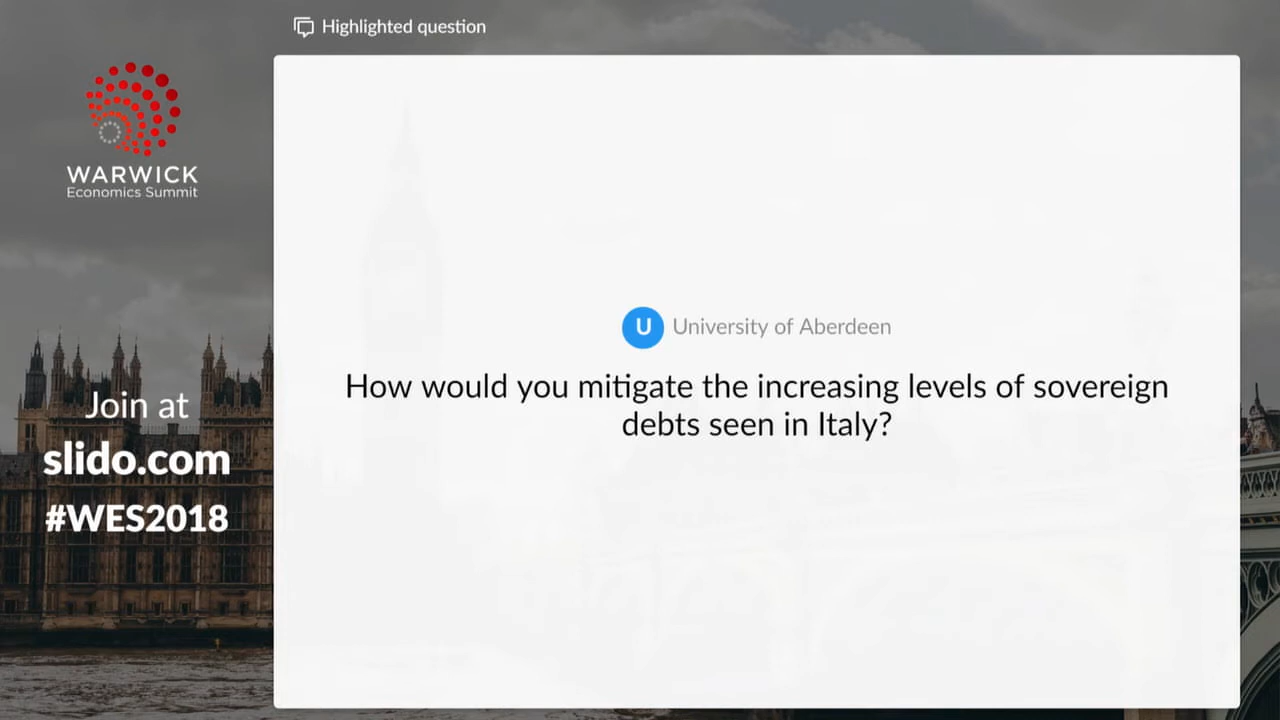 Highlighted question
WARWICK
Economics Summit
Join at
slido.com
#WES2018
U University of Aberdeen
How would you mitigate the increasing levels of sovereign
debts seen in Italy?